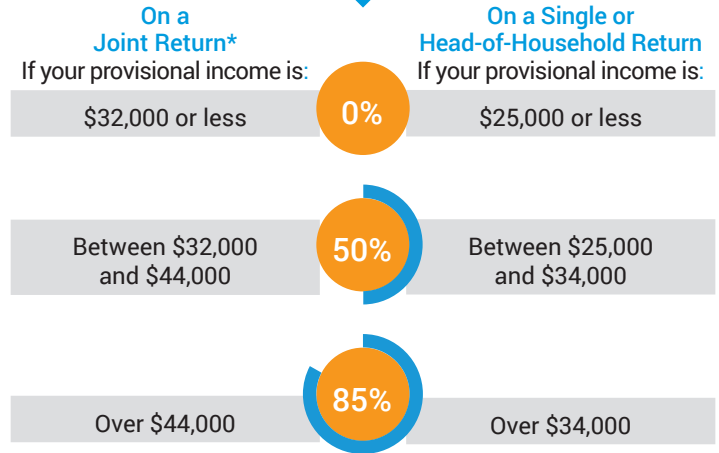 On a
Joint Return*
If your provisional income is:
On a Single or
Head-of-Household Return
If your provisional income is:
$32,000 or less
0%
$25,000 or less
Between $32,000
and $44,000
50%
Between $25,000
and $34,000
Over $44,000
85%
Over $34,000